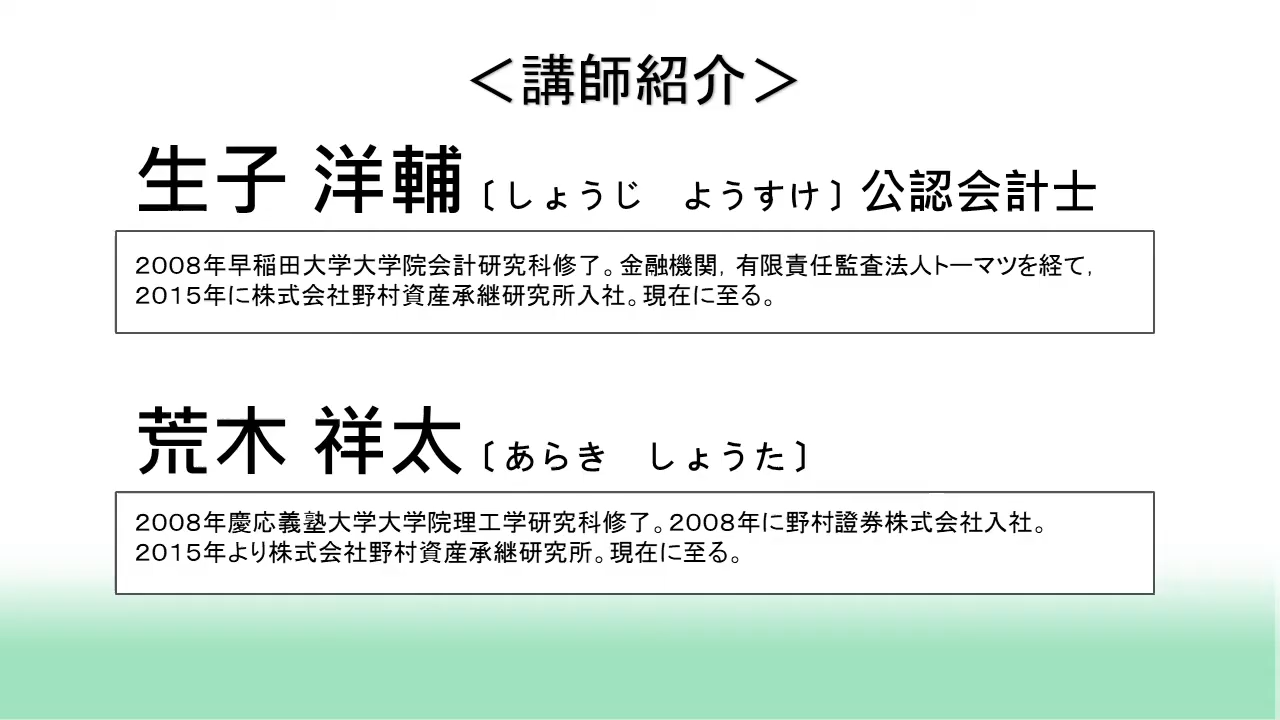 ＜講師紹介＞
生子 洋輔〔しょうじ　ようすけ〕公認会計士
2008年早稲田大学大学院会計研究科修了。金融機関，有限責任監査法人トーマツを経て，
2015年に株式会社野村資産承継研究所入社。現在に至る。
荒木 祥太〔あらき　しょうた〕
2008年慶応義塾大学大学院理工学研究科修了。2008年に野村證券株式会社入社。
2015年より株式会社野村資産承継研究所。現在に至る。